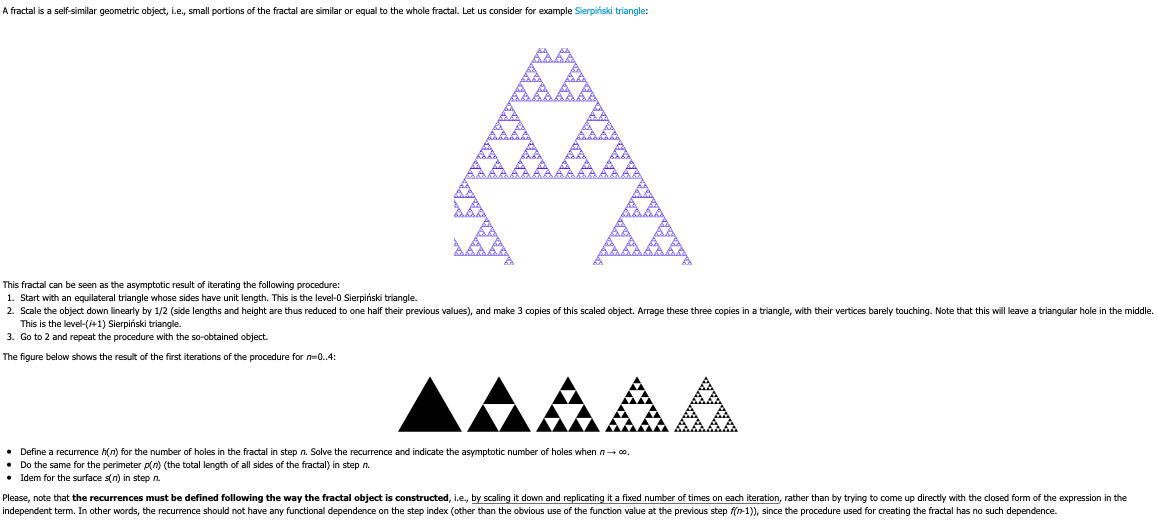 A fractal is a self-similar geometric object, i.e., small portions of the fractal are similar or equal to the whole fractal. Let us consider for example Sierpiński triangle:
This fractal can be seen as the asymptotic result of iterating the following procedure:
1. Start with an equilateral triangle whose sides have unit length. This is the level-0 Sierpiński triangle.
2. Scale the object down linearly by 1/2 (side lengths and height are thus reduced to one half their previous values), and make 3 copies of this scaled object. Arrage these three copies in a triangle, with their vertices barely touching. Note that this will leave a triangular hole in the middle.
This is the level-(i+1) Sierpiński triangle.
3. Go to 2 and repeat the procedure with the so-obtained object.
The figure below shows the result of the first iterations of the procedure for n=0..4:
• Define a recurrence h(n) for the number of holes in the fractal in step n. Solve the recurrence and indicate the asymptotic number of holes when n → ∞.
• Do the same for the perimeter p(n) (the total length of all sides of the fractal) in step n.
• Idem for the surface s(n) in step n.
Please, note that the recurrences must be defined following the way the fractal object is constructed, i.e., by scaling it down and replicating it a fixed number of times on each iteration, rather than by trying to come up directly with the closed form of the expression in the
independent term. In other words, the recurrence should not have any functional dependence on the step index (other than the obvious use of the function value at the previous step f(n-1)), since the procedure used for creating the fractal has no such dependence.